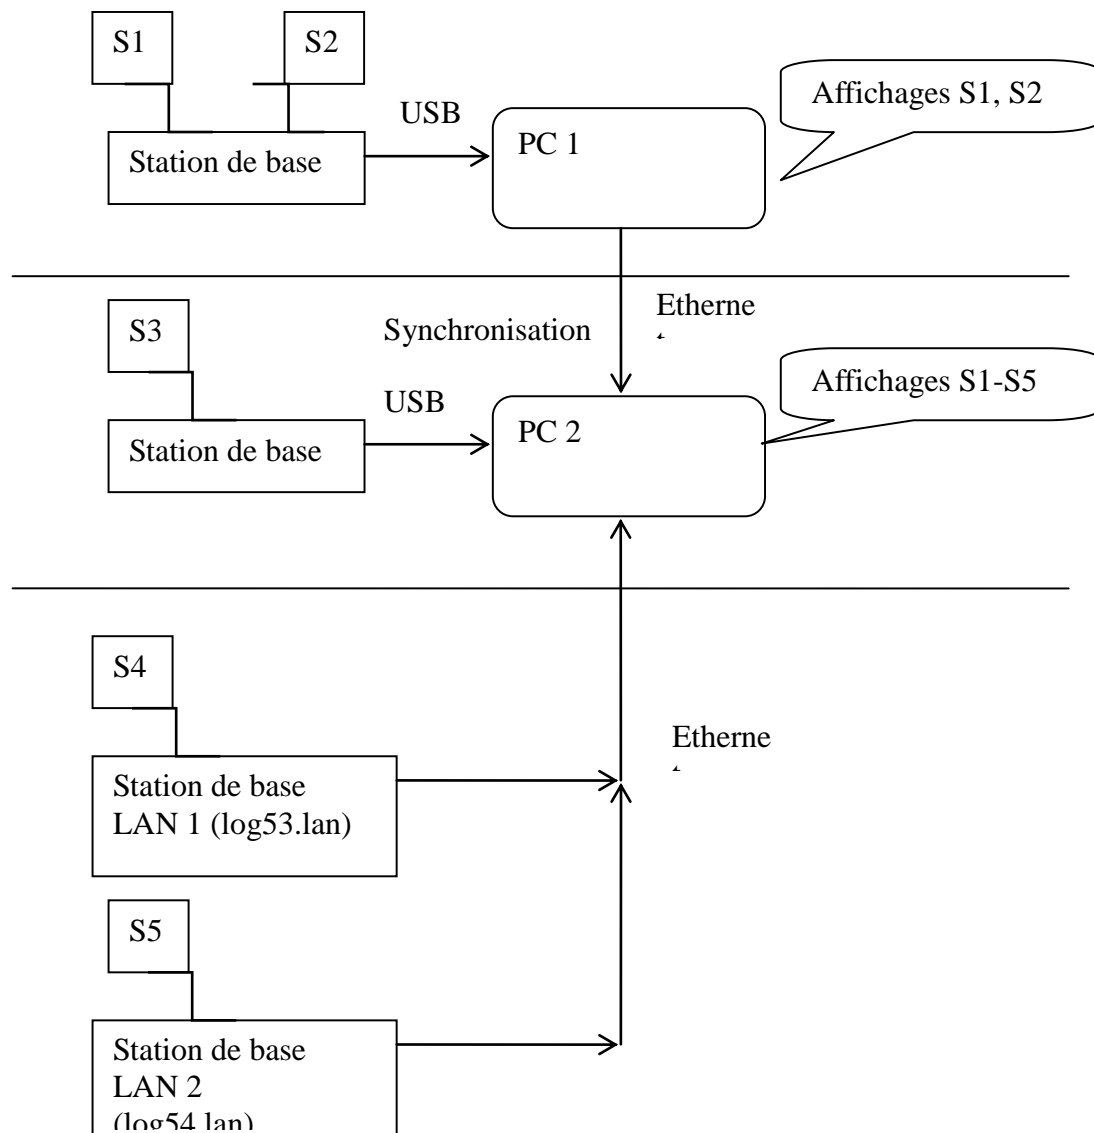 S1
S2
USB
Station de base
PC 1
Affichages S1, S2
S3
Synchronisation
Etherne
USB
Station de base
PC 2
Affichages S1-S5
S4
Station de base
LAN 1 (log53.lan)
Etherne
S5
Station de base
LAN 2
(log54.lan)